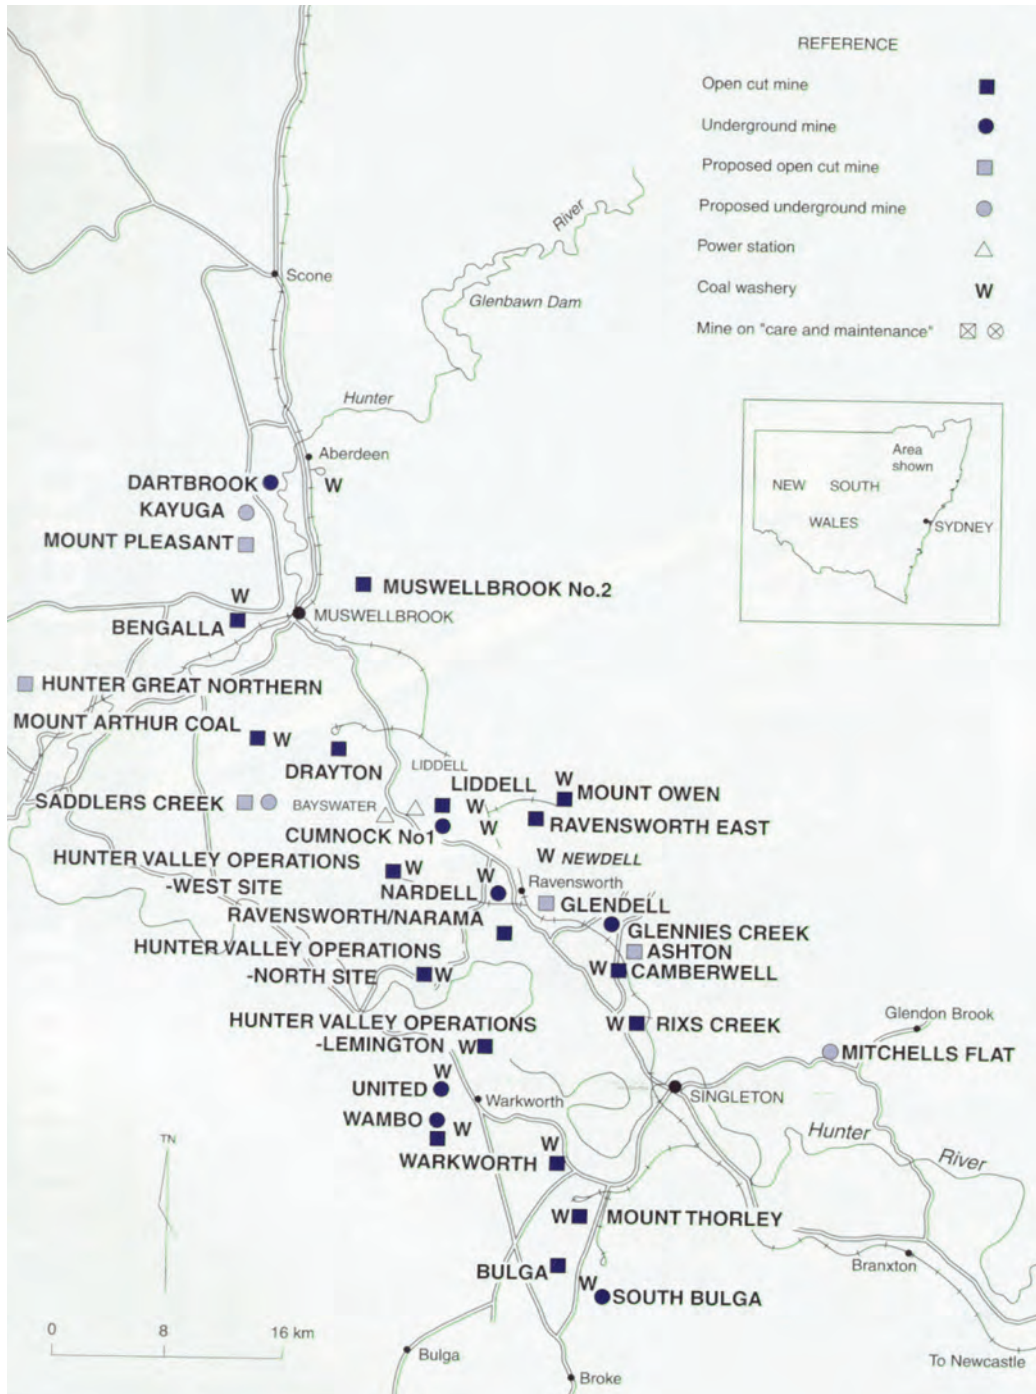 REFERENCE
Open cut mine
Underground mine
Proposed open cut mine
Proposed underground mine
Power station
Coal washery W
Mine on "care and maintenance"
River
Scone
Glenbawn Dam
Hunter
Aberdeen
W
Area
shown
NEW SOUTH
WALES
SYDNEY
DARTBROOK
KAYUGA
MOUNT PLEASANT
MUSWELLBROOK No.2
W
MUSWELLBROOK
BENGALLA
HUNTER GREAT NORTHERN
MOUNT ARTHUR COAL
W
DRAYTON
LIDDELL
LIDDELL
W
W
MOUNT OWEN
SADDLERS CREEK
BAYSWATER
W
RAVENSWORTH EAST
CUMNOCK No1
HUNTER VALLEY OPERATIONS
-WEST SITE
W
W NEWDELL
W
NARDELL
Ravensworth
GLENDELL
RAVENSWORTH/NARAMA
GLENNIES CREEK
HUNTER VALLEY OPERATIONS
-NORTH SITE
W
ASHTON
W
CAMBERWELL
HUNTER VALLEY OPERATIONS
-LEMINGTON
W
W
RIXS CREEK
Glendon Brook
MITCHELLS FLAT
W
UNITED
Warkworth
SINGLETON
WAMBO
W
WARKWORTH
W
Hunter
River
TN
W
MOUNT THORLEY
BULGA
W
SOUTH BULGA
Branxton
0 8 16 km
Bulga
Broke
To Newcastle